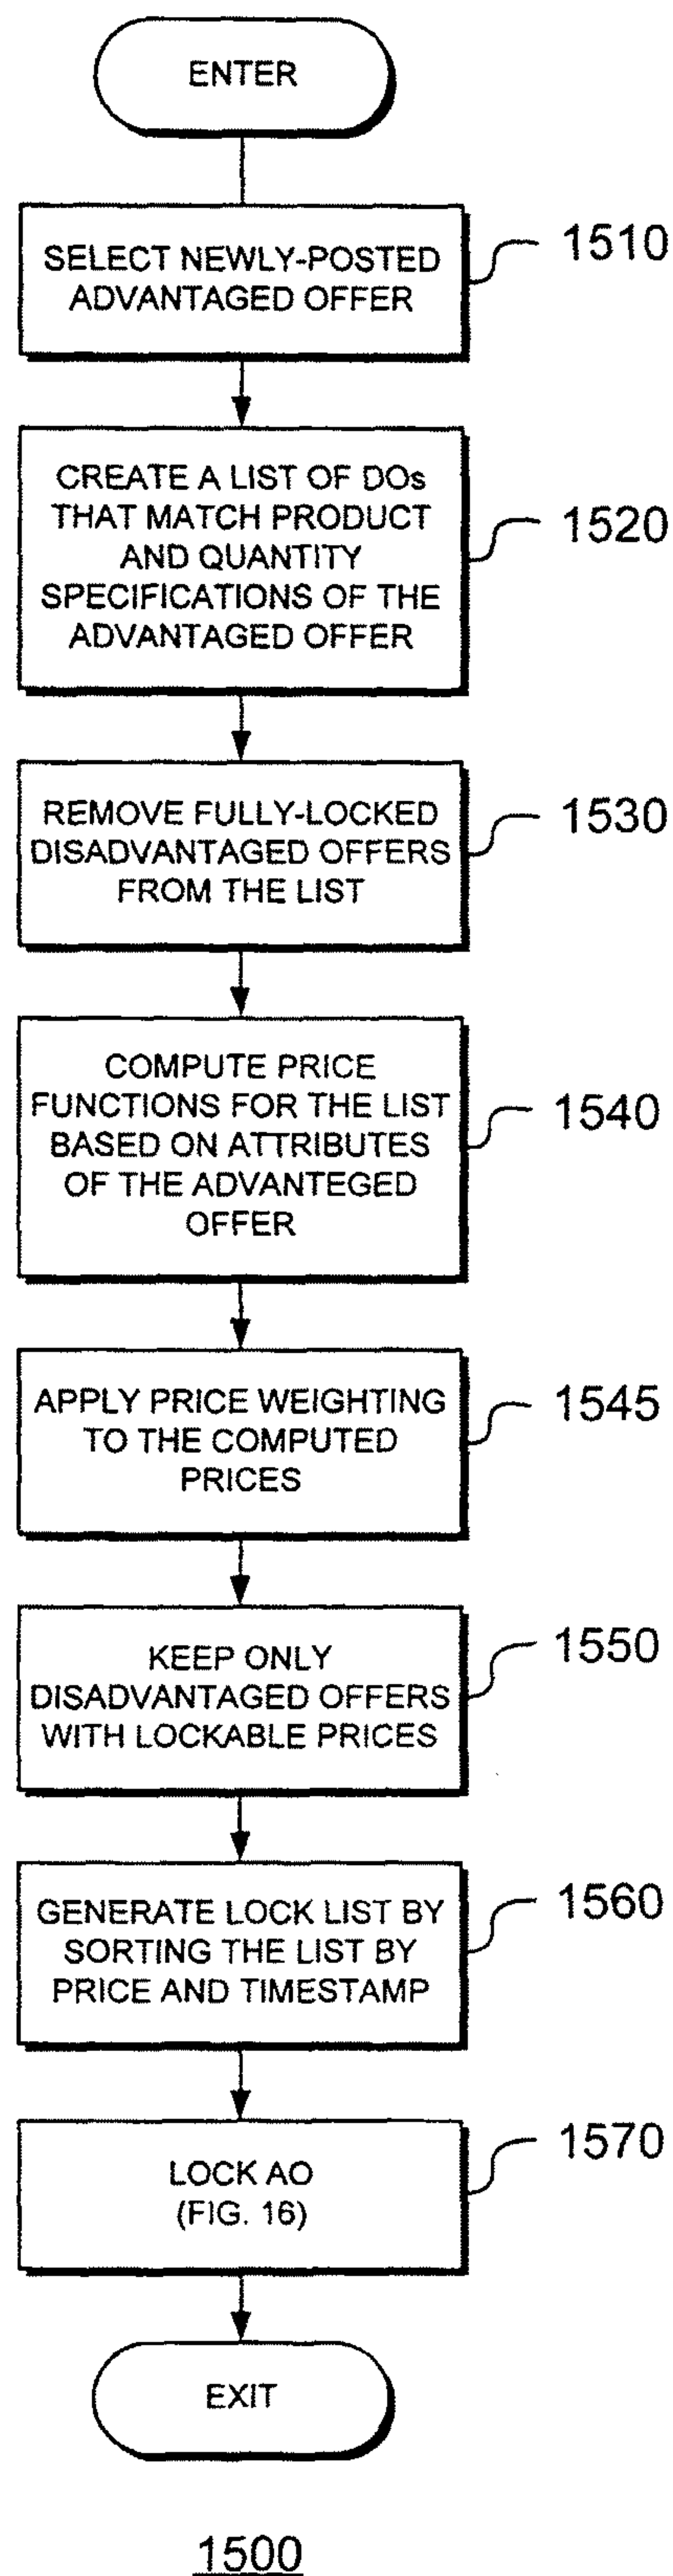 ENTER
SELECT NEWLY-POSTED
ADVANTAGED OFFER
1510
CREATE A LIST OF DOs
THAT MATCH PRODUCT
AND QUANTITY
SPECIFICATIONS OF THE
ADVANTAGED OFFER
1520
REMOVE FULLY-LOCKED
DISADVANTAGED OFFERS
FROM THE LIST
1530
COMPUTE PRICE
FUNCTIONS FOR THE LIST
BASED ON ATTRIBUTES
OF THE ADVANTEGED
OFFER
1540
APPLY PRICE WEIGHTING
TO THE COMPUTED
PRICES
1545
KEEP ONLY
DISADVANTAGED OFFERS
WITH LOCKABLE PRICES
1550
GENERATE LOCK LIST BY
SORTING THE LIST BY
PRICE AND TIMESTAMP
1560
LOCK AO
(FIG. 16)
1570
EXIT
1500